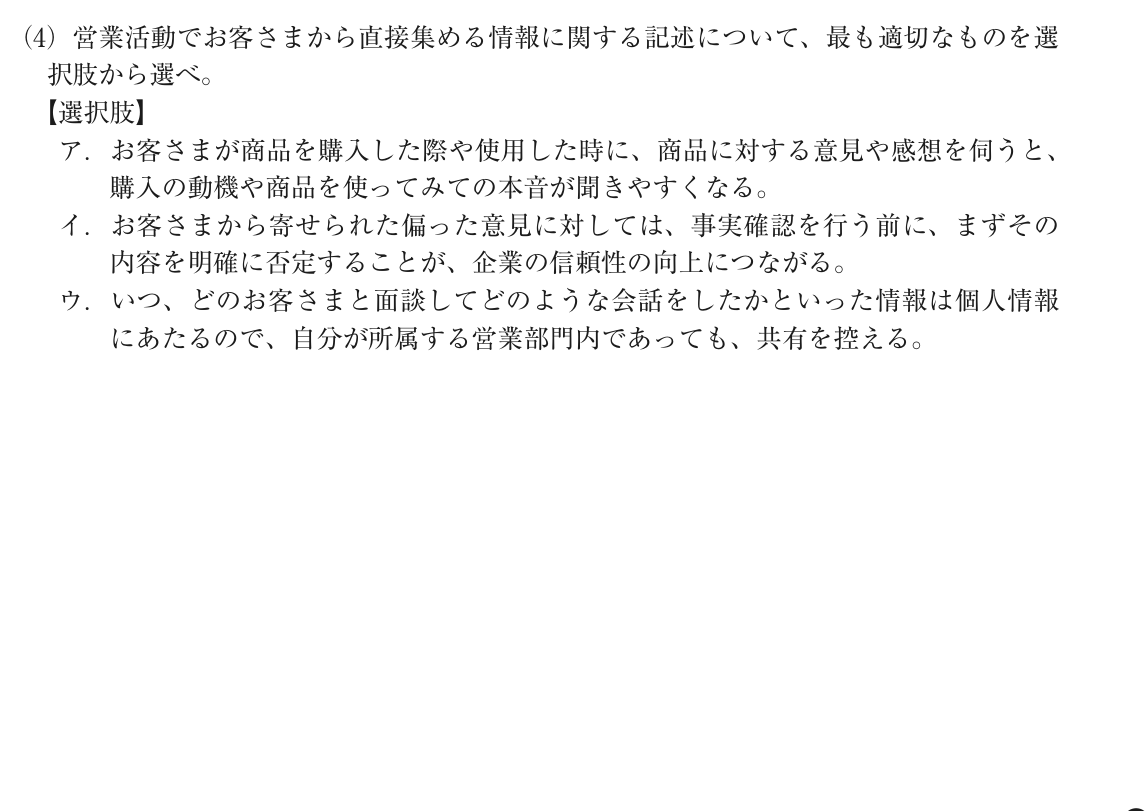 (4) 営業活動でお客さまから直接集める情報に関する記述について、最も適切なものを選
択肢から選べ。
【選択肢】
ア．お客さまが商品を購入した際や使用した時に、商品に対する意見や感想を伺うと、
購入の動機や商品を使ってみての本音が聞きやすくなる。
イ．お客さまから寄せられた偏った意見に対しては、事実確認を行う前に、まずその
内容を明確に否定することが、企業の信頼性の向上につながる。
ウ．いつ、どのお客さまと面談してどのような会話をしたかといった情報は個人情報
にあたるので、自分が所属する営業部門内であっても、共有を控える。